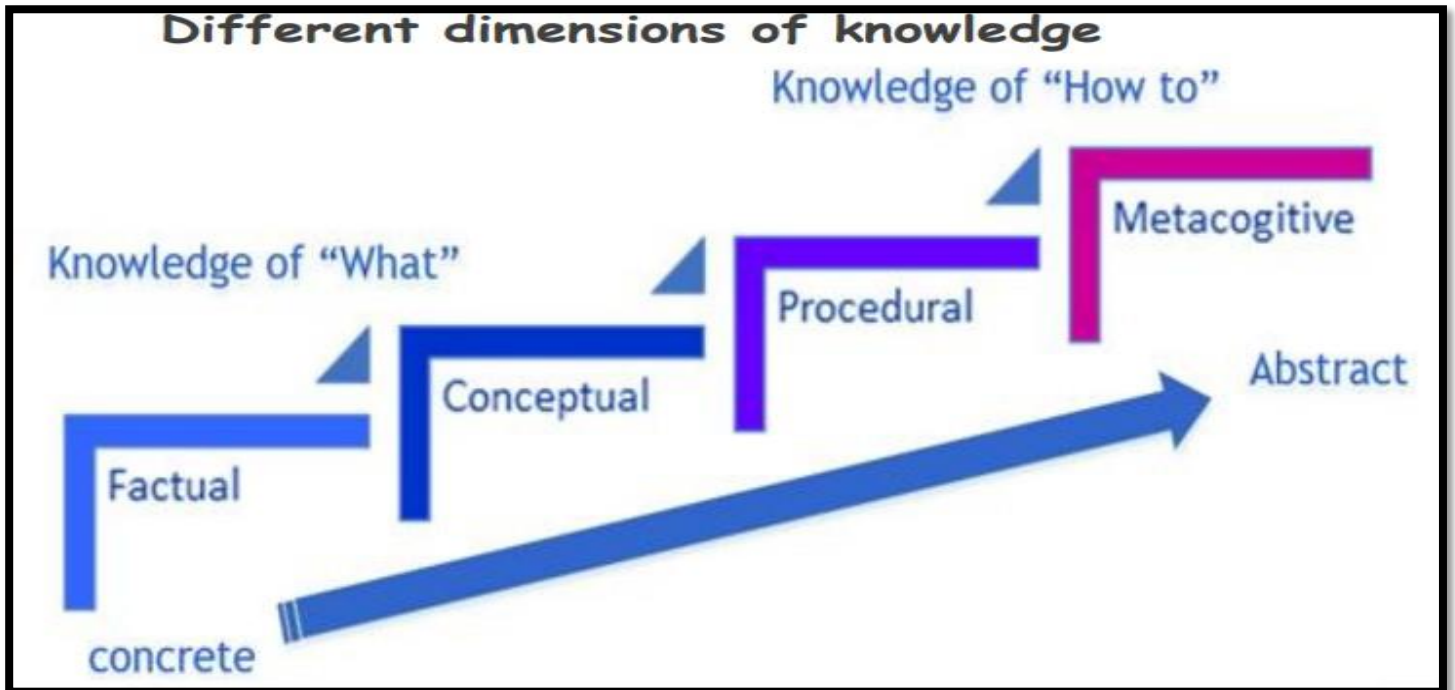 Different dimensions of knowledge
Knowledge of “How to”
Metacogitive
Knowledge of “What”
Procedural
Abstract
Conceptual
Factual
concrete